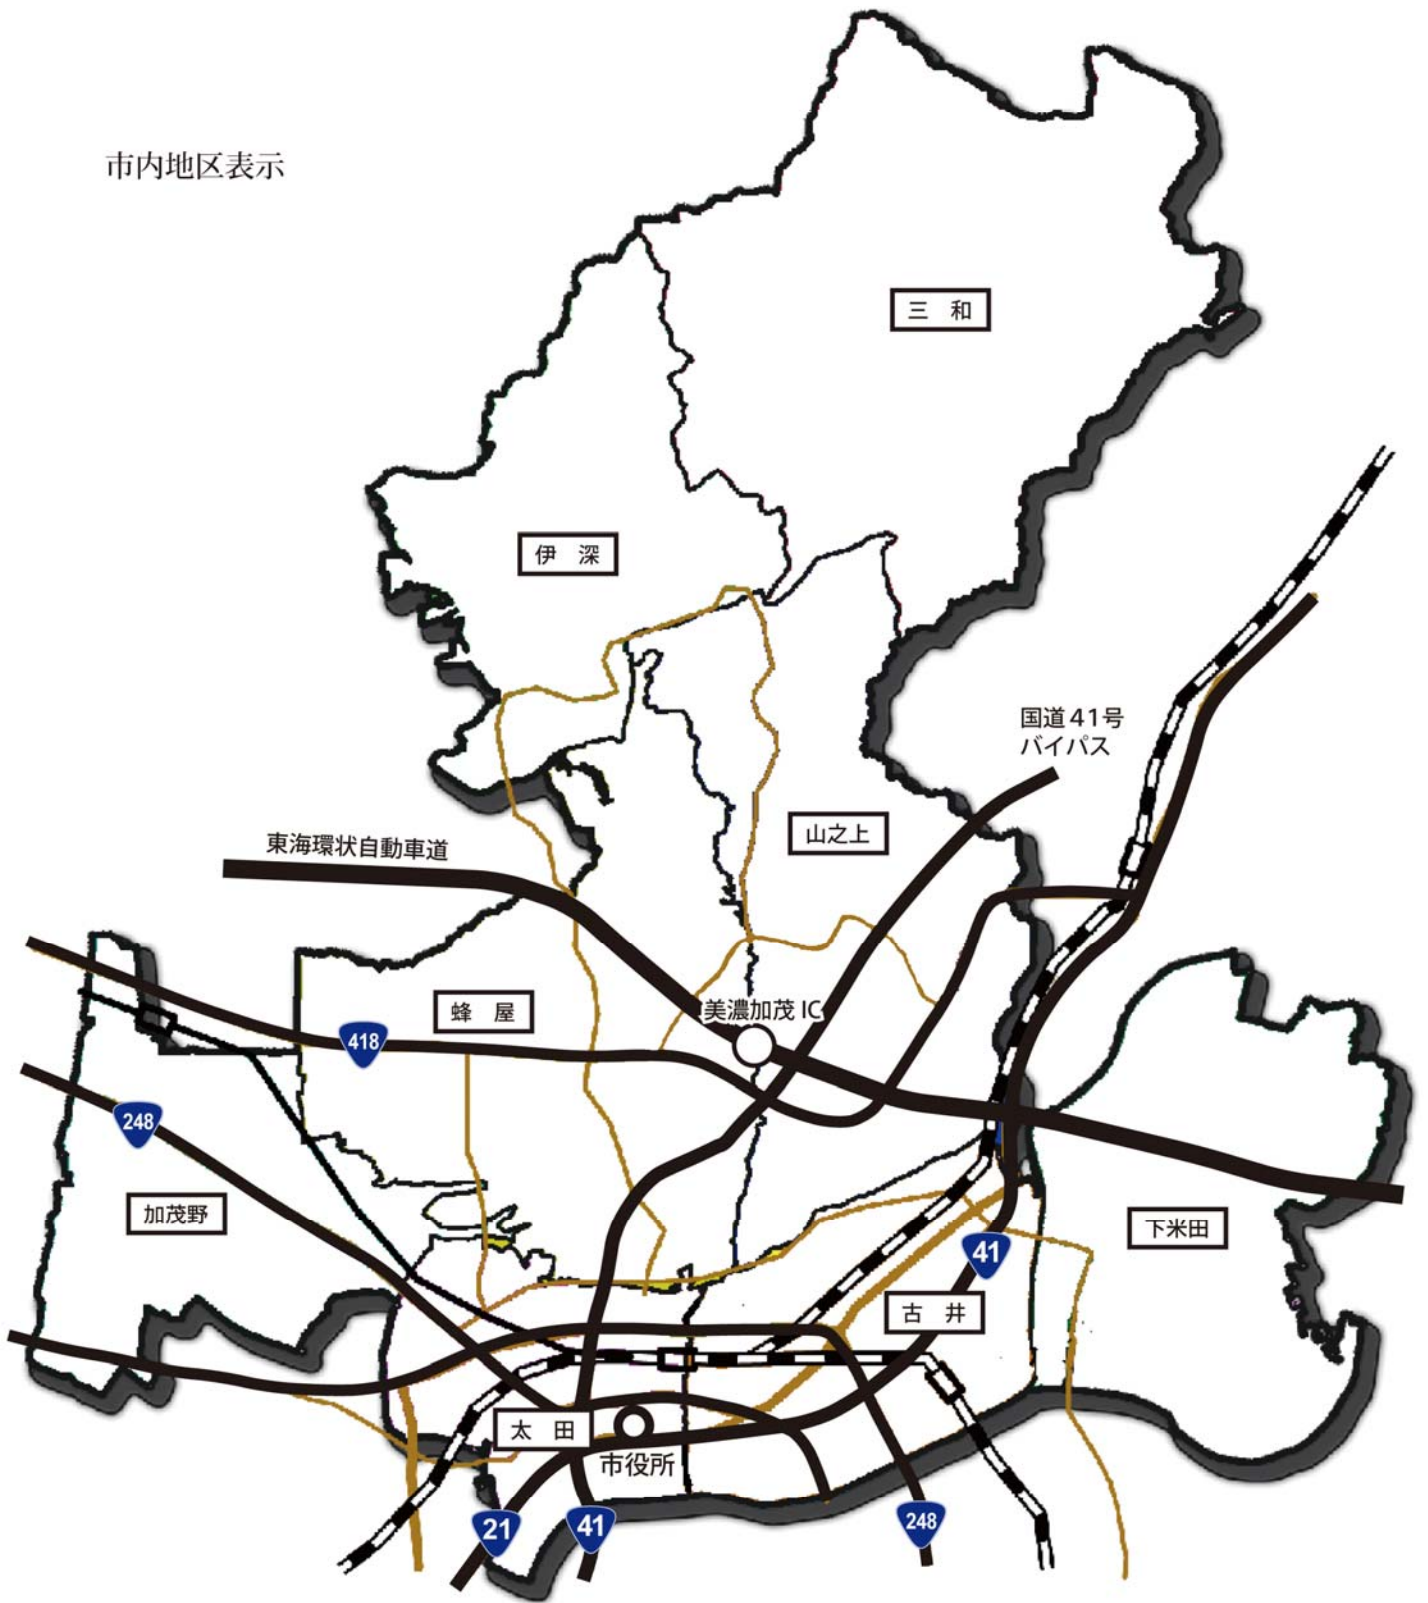 市内地区表示
三　和
伊　深
国道 41号
バイパス
山之上
東海環状自動車道
蜂　屋
美濃加茂 IC
418
248
加茂野
下米田
41
古　井
太　田
市役所
21
41
248